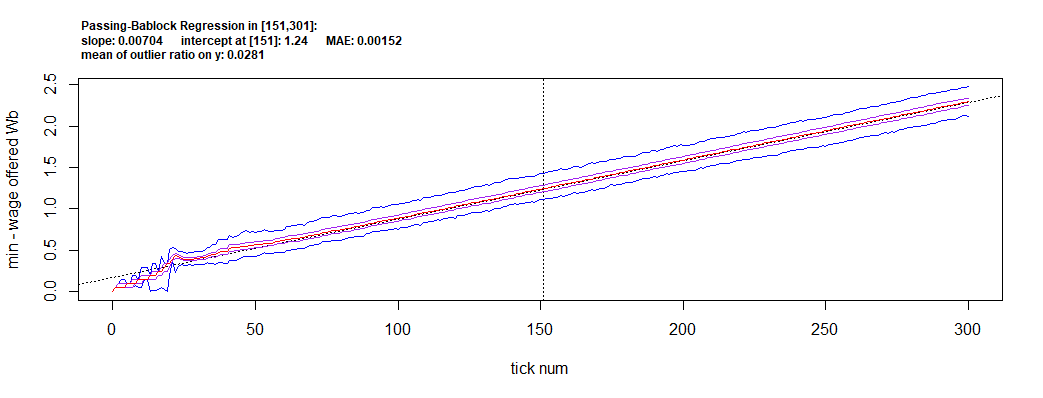 Passing-Bablock Regression in [151,301]:
slope: 0.00704 intercept at [151]: 1.24 MAE: 0.00152
mean of outlier ratio on y: 0.0281
min - wage offered Wb
2.5
2.0
1.5
1.0
0.5
0.0
0 50 100 150 200 250 300
tick num